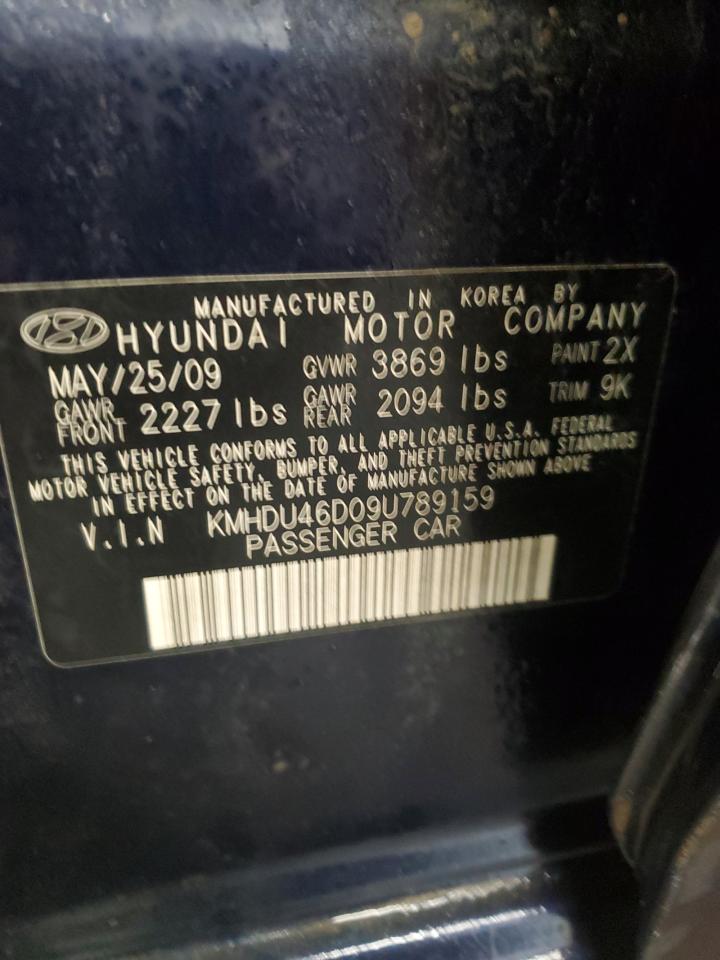 MANUFACTURED IN KOREA BY
HYUNDAI MOTOR COMPANY
MAY/25/09 GVWR 3869 lbs PAINT 2X
GAWR FRONT 2227 lbs GAWR REAR 2094 lbs TRIM 9K
THIS VEHICLE CONFORMS TO ALL APPLICABLE U.S.A. FEDERAL
MOTOR VEHICLE SAFETY, BUMPER, AND THEFT PREVENTION STANDARDS
IN EFFECT ON THE DATE OF MANUFACTURE SHOWN ABOVE
V.I.N KMHDU46D09U789159
PASSENGER CAR